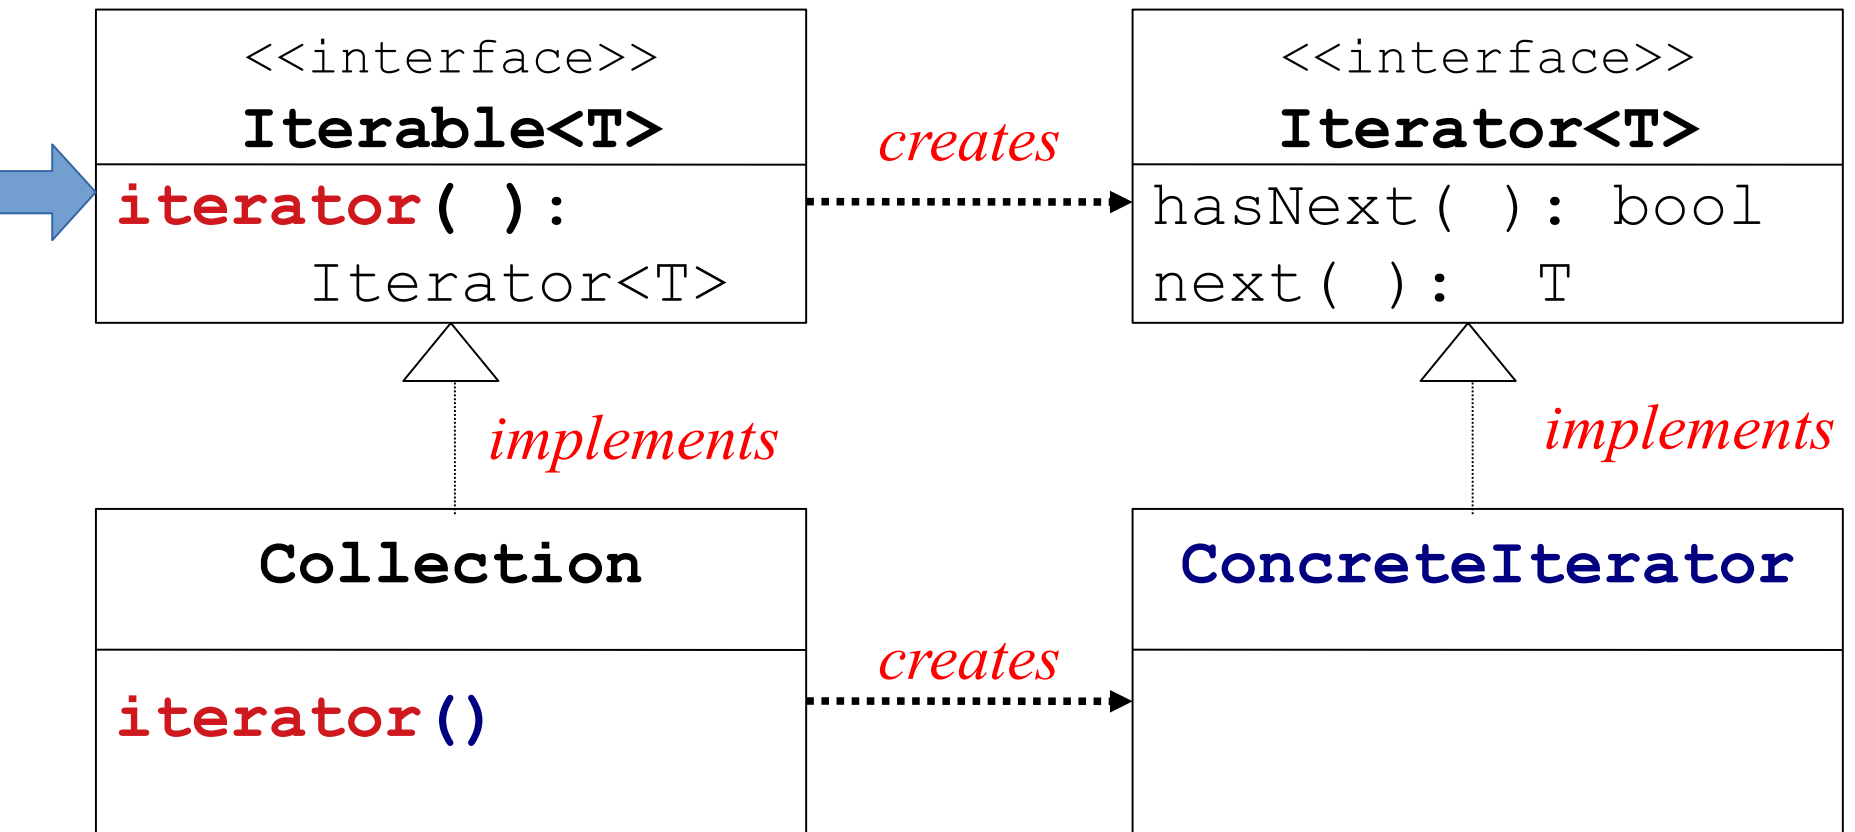 <<interface>>
Iterable<T>
iterator( ):
Iterator<T>
creates
<<interface>>
Iterator<T>
hasNext( ): bool
next( ): T
implements
implements
Collection
iterator()
creates
ConcreteIterator